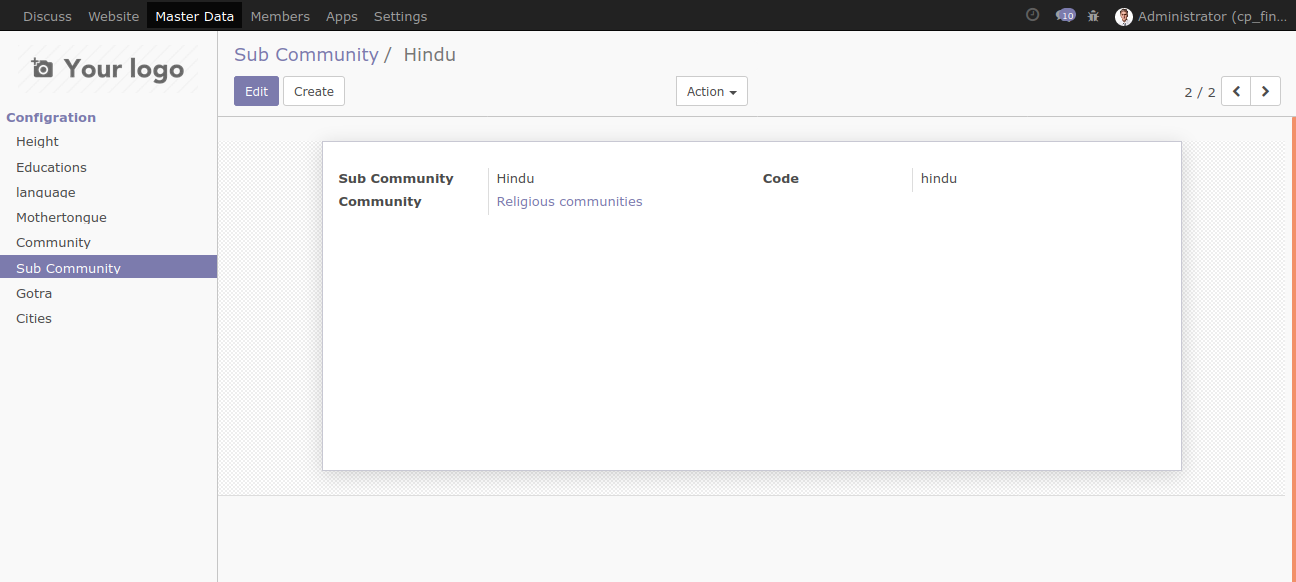 Discuss Website Master Data Members Apps Settings 10 Administrator (cp_fin...
Your logo
Sub Community / Hindu
Edit Create Action 2 / 2
Configration
Height
Educations
language
Mothertongue
Community
Sub Community
Gotra
Cities
Sub Community Hindu Code hindu
Community Religious communities